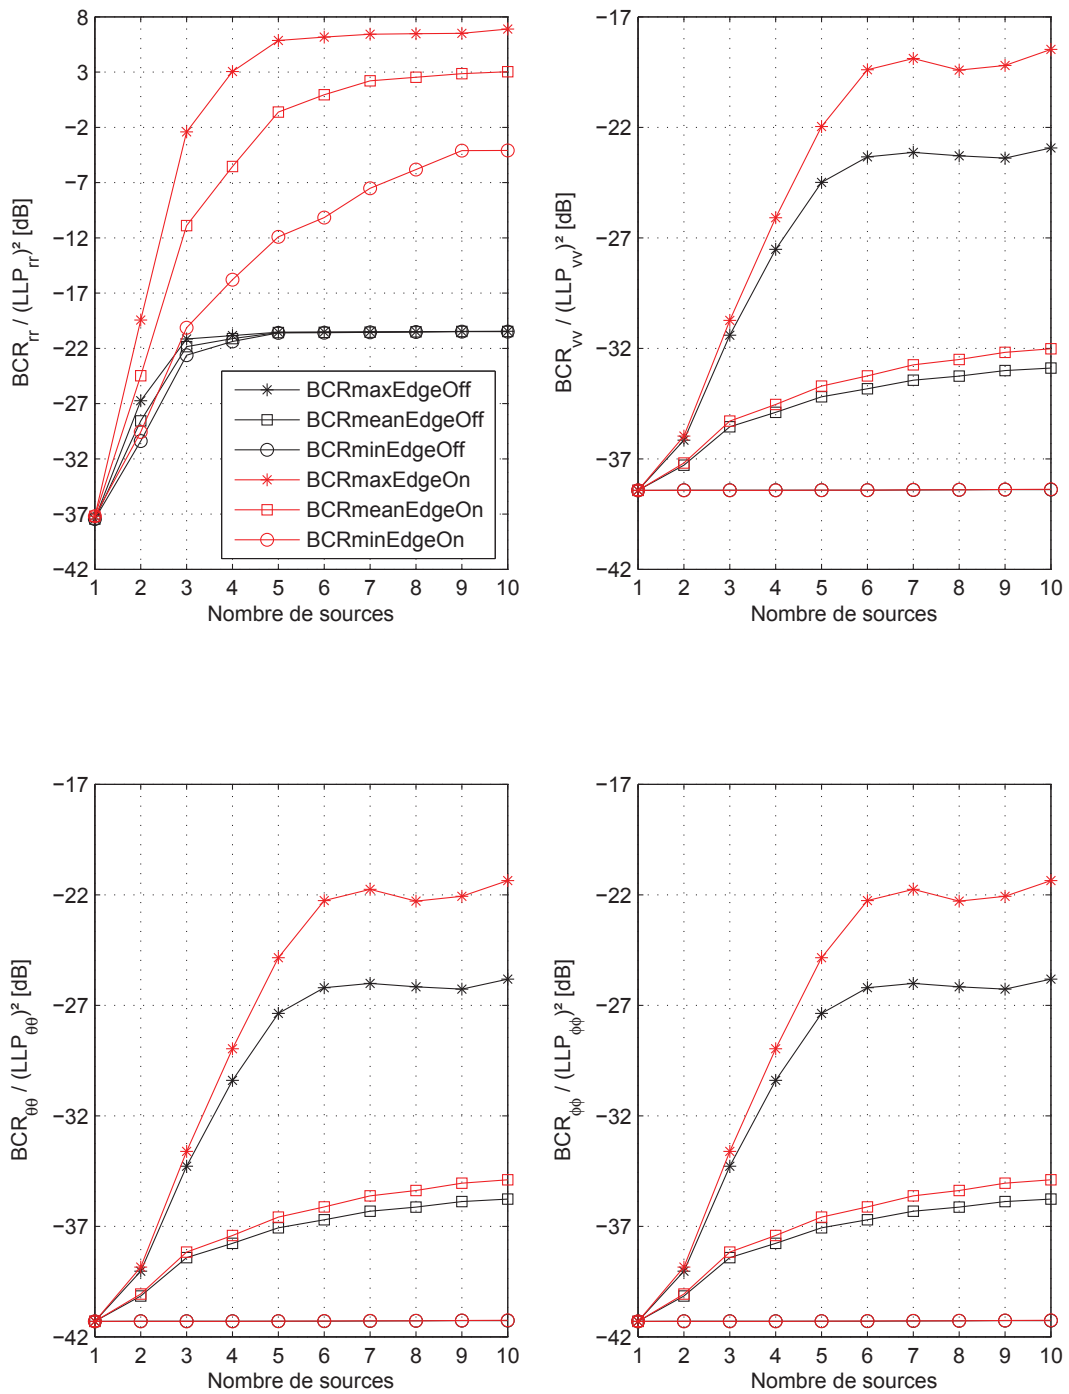 8
3
−2
−7
−12
−17
−22
−27
−32
−37
−42
BCRrr / (LLPrr)² [dB]
BCRmaxEdgeOff
BCRmeanEdgeOff
BCRminEdgeOff
BCRmaxEdgeOn
BCRmeanEdgeOn
BCRminEdgeOn
1 2 3 4 5 6 7 8 9 10
Nombre de sources
−17
−22
−27
−32
−37
−42
BCRvv / (LLPvv)² [dB]
1 2 3 4 5 6 7 8 9 10
Nombre de sources
−17
−22
−27
−32
−37
−42
BCRθθ / (LLPθθ)² [dB]
1 2 3 4 5 6 7 8 9 10
Nombre de sources
−17
−22
−27
−32
−37
−42
BCRϕϕ / (LLPϕϕ)² [dB]
1 2 3 4 5 6 7 8 9 10
Nombre de sources